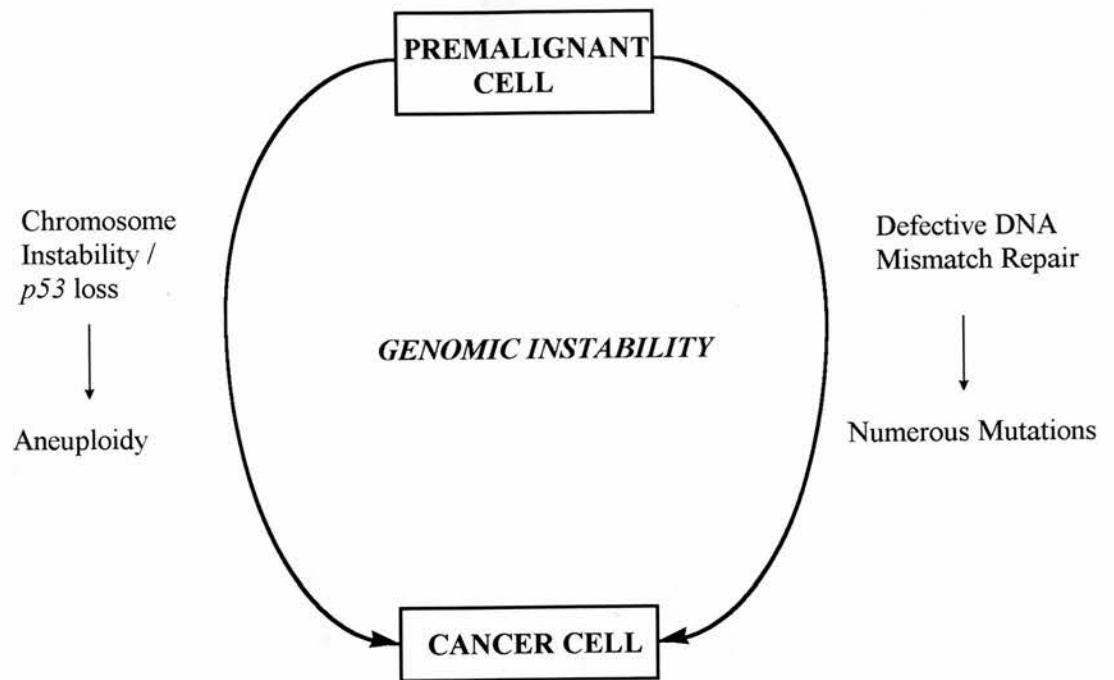 PREMALIGNANT
CELL
Chromosome
Instability /
p53 loss
Aneuploidy
GENOMIC INSTABILITY
Defective DNA
Mismatch Repair
Numerous Mutations
CANCER CELL